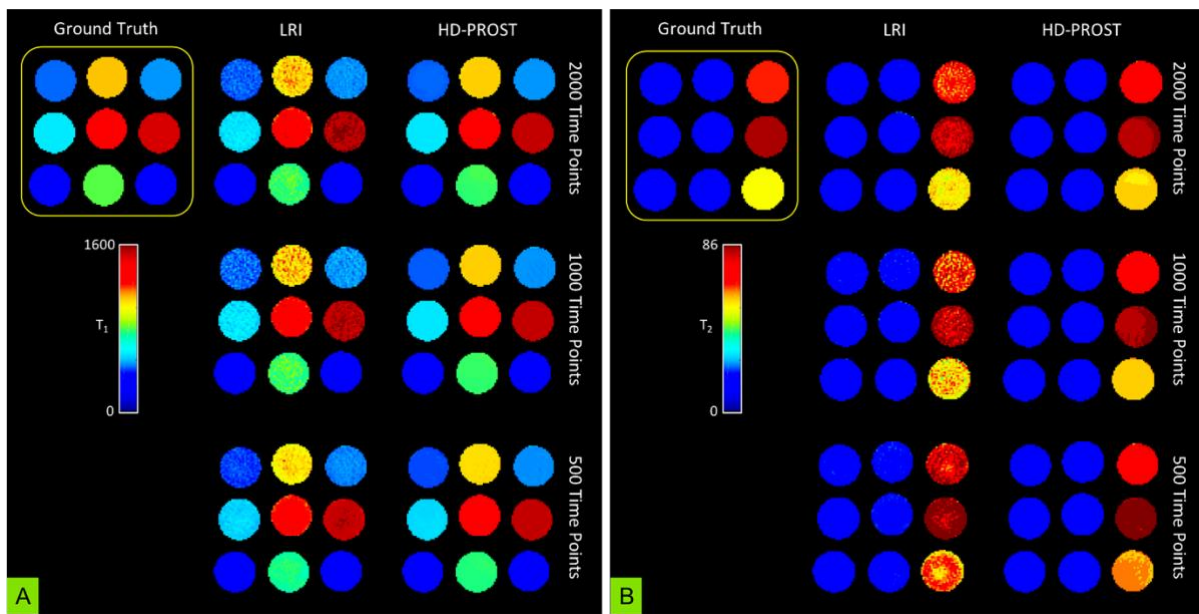 Ground Truth
LRI
HD-PROST
2000 Time Points
1600
T₁
0
1000 Time Points
500 Time Points
A
Ground Truth
LRI
HD-PROST
2000 Time Points
86
T₂
0
1000 Time Points
500 Time Points
B